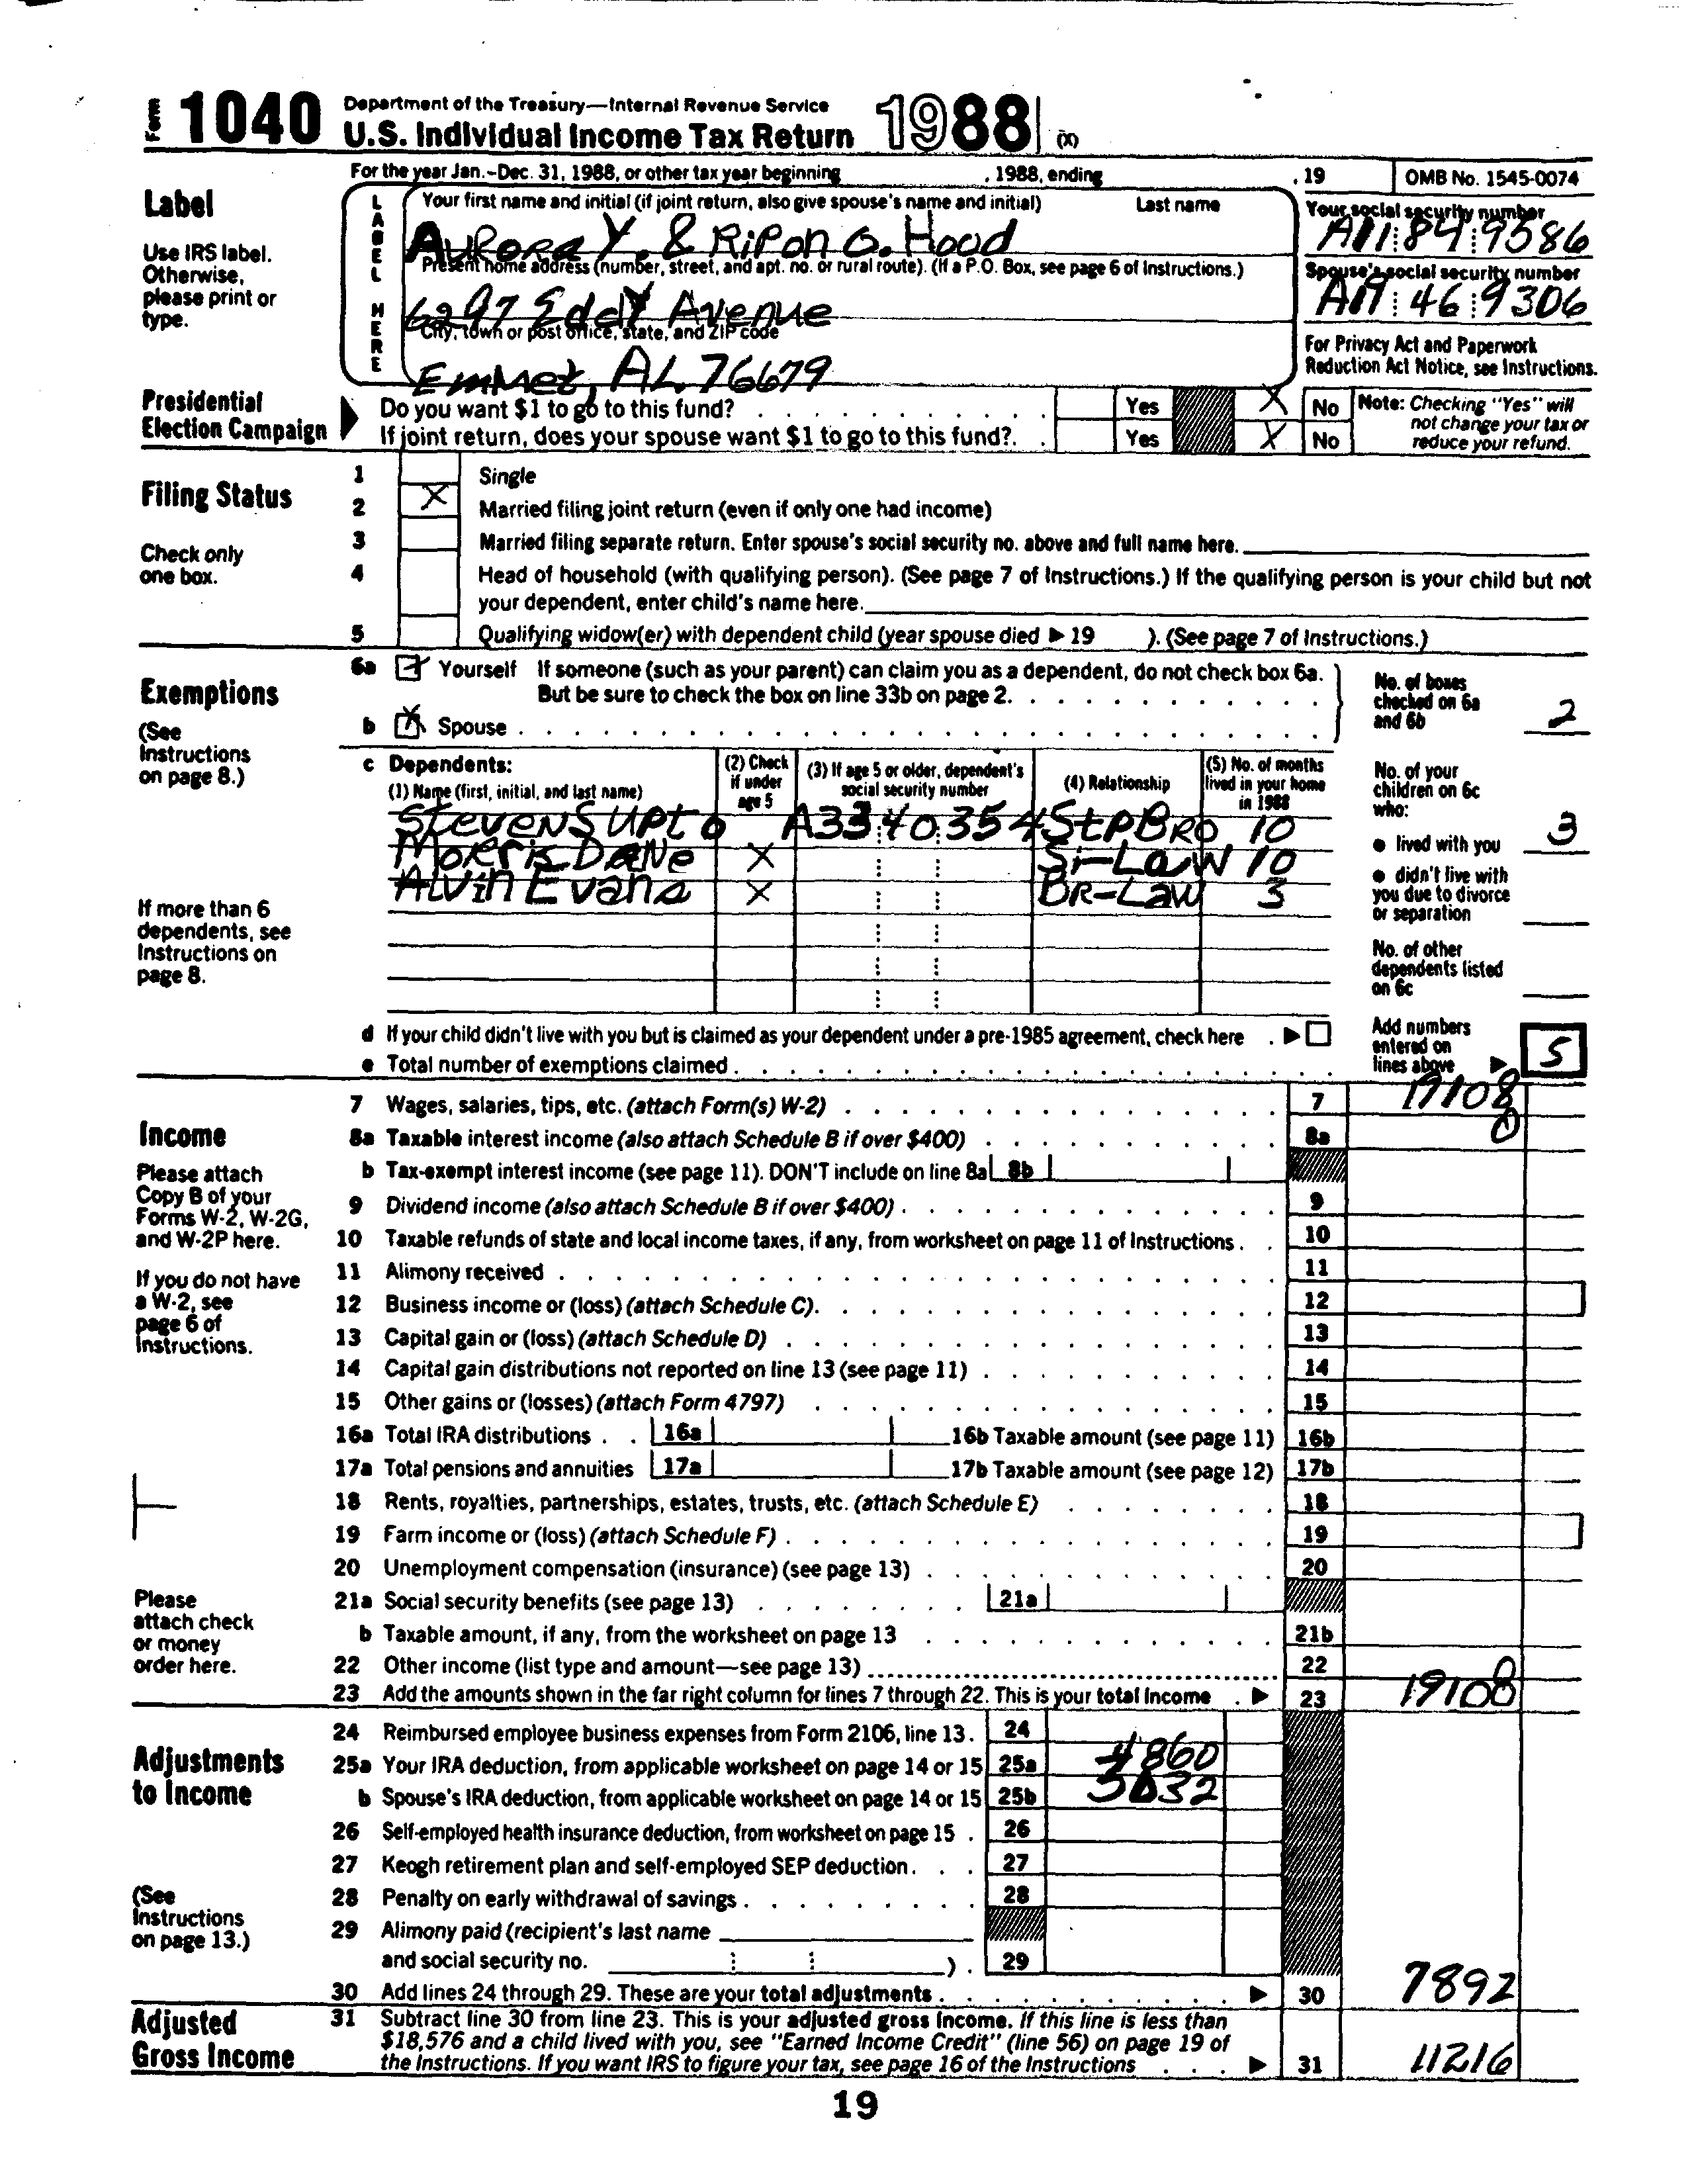 Form 1040 Department of the Treasury—Internal Revenue Service
U.S. Individual Income Tax Return 1988 (X)
For the year Jan.–Dec. 31, 1988, or other tax year beginning , 1988, ending , 19 OMB No. 1545-0074
Label
Use IRS label. Otherwise, please print or type.
LABEL HERE
Your first name and initial (if joint return, also give spouse's name and initial) Last name
Aurora Y. & Ripon G. Hood
Your social security number
A11:84:9586
Present home address (number, street, and apt. no. or rural route). (If a P.O. Box, see page 6 of Instructions.)
6297 Eddy Avenue
Spouse's social security number
A11:46:9306
City, town or post office, state, and ZIP code
Emmet, AL 76679
For Privacy Act and Paperwork Reduction Act Notice, see Instructions.
Presidential Election Campaign
Do you want $1 to go to this fund? Yes X No
If joint return, does your spouse want $1 to go to this fund?. Yes X No
Note: Checking "Yes" will not change your tax or reduce your refund.
Filing Status
Check only one box.
1 Single
2 X Married filing joint return (even if only one had income)
3 Married filing separate return. Enter spouse's social security no. above and full name here.
4 Head of household (with qualifying person). (See page 7 of Instructions.) If the qualifying person is your child but not
your dependent, enter child's name here.
5 Qualifying widow(er) with dependent child (year spouse died ▶ 19 ). (See page 7 of Instructions.)
Exemptions
(See Instructions on page 8.)
6a X Yourself If someone (such as your parent) can claim you as a dependent, do not check box 6a.
But be sure to check the box on line 33b on page 2.
b X Spouse
No. of boxes checked on 6a and 6b 2
c Dependents:
(1) Name (first, initial, and last name) (2) Check if under age 5 (3) If age 5 or older, dependent's social security number (4) Relationship (5) No. of months lived in your home in 1988
Steven S Upto A33:40:354 StpBro 10
Morris Dane X Si-Law 10
Alvin Evans X Br-Law 3
If more than 6 dependents, see Instructions on page 8.
No. of your children on 6c who:
● lived with you 3
● didn't live with you due to divorce or separation
No. of other dependents listed on 6c
d If your child didn't live with you but is claimed as your dependent under a pre-1985 agreement, check here ▶
e Total number of exemptions claimed
Add numbers entered on lines above ▶ 5
Income
Please attach Copy B of your Forms W-2, W-2G, and W-2P here.
If you do not have a W-2, see page 6 of Instructions.
7 Wages, salaries, tips, etc. (attach Form(s) W-2) 7 19108
8a Taxable interest income (also attach Schedule B if over $400) 8a 0
b Tax-exempt interest income (see page 11). DON'T include on line 8a 8b
9 Dividend income (also attach Schedule B if over $400) 9
10 Taxable refunds of state and local income taxes, if any, from worksheet on page 11 of Instructions 10
11 Alimony received 11
12 Business income or (loss) (attach Schedule C). 12
13 Capital gain or (loss) (attach Schedule D) 13
14 Capital gain distributions not reported on line 13 (see page 11) 14
15 Other gains or (losses) (attach Form 4797) 15
16a Total IRA distributions 16a 16b Taxable amount (see page 11) 16b
17a Total pensions and annuities 17a 17b Taxable amount (see page 12) 17b
18 Rents, royalties, partnerships, estates, trusts, etc. (attach Schedule E) 18
19 Farm income or (loss) (attach Schedule F) 19
20 Unemployment compensation (insurance) (see page 13) 20
21a Social security benefits (see page 13) 21a
b Taxable amount, if any, from the worksheet on page 13 21b
22 Other income (list type and amount—see page 13) 22
23 Add the amounts shown in the far right column for lines 7 through 22. This is your total income ▶ 23 19108
Please attach check or money order here.
Adjustments to Income
(See Instructions on page 13.)
24 Reimbursed employee business expenses from Form 2106, line 13. 24
25a Your IRA deduction, from applicable worksheet on page 14 or 15 25a 4860
b Spouse's IRA deduction, from applicable worksheet on page 14 or 15 25b 3032
26 Self-employed health insurance deduction, from worksheet on page 15 26
27 Keogh retirement plan and self-employed SEP deduction 27
28 Penalty on early withdrawal of savings 28
29 Alimony paid (recipient's last name
and social security no. ) 29
30 Add lines 24 through 29. These are your total adjustments ▶ 30 7892
Adjusted Gross Income
31 Subtract line 30 from line 23. This is your adjusted gross income. If this line is less than
$18,576 and a child lived with you, see "Earned Income Credit" (line 56) on page 19 of
the Instructions. If you want IRS to figure your tax, see page 16 of the Instructions ▶ 31 11216
19